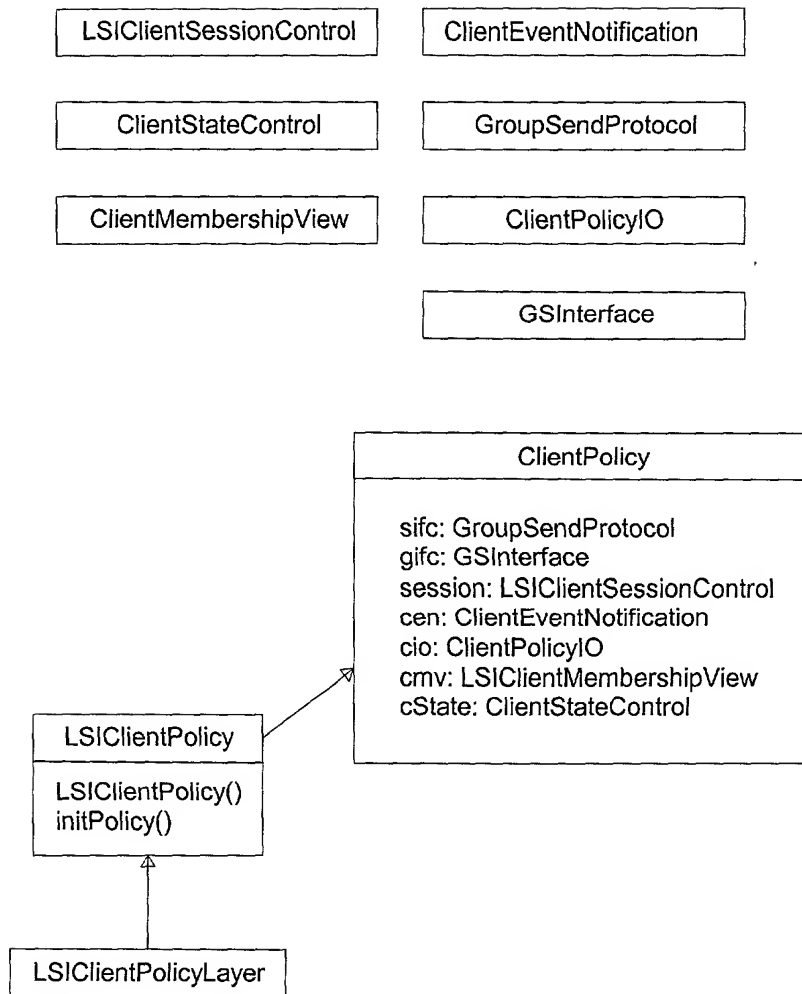 LSIClientSessionControl
ClientEventNotification
ClientStateControl
GroupSendProtocol
ClientMembershipView
ClientPolicyIO
GSInterface
ClientPolicy
sifc: GroupSendProtocol
gifc: GSInterface
session: LSIClientSessionControl
cen: ClientEventNotification
cio: ClientPolicyIO
cmv: LSIClientMembershipView
cState: ClientStateControl
LSIClientPolicy
LSIClientPolicy()
initPolicy()
LSIClientPolicyLayer